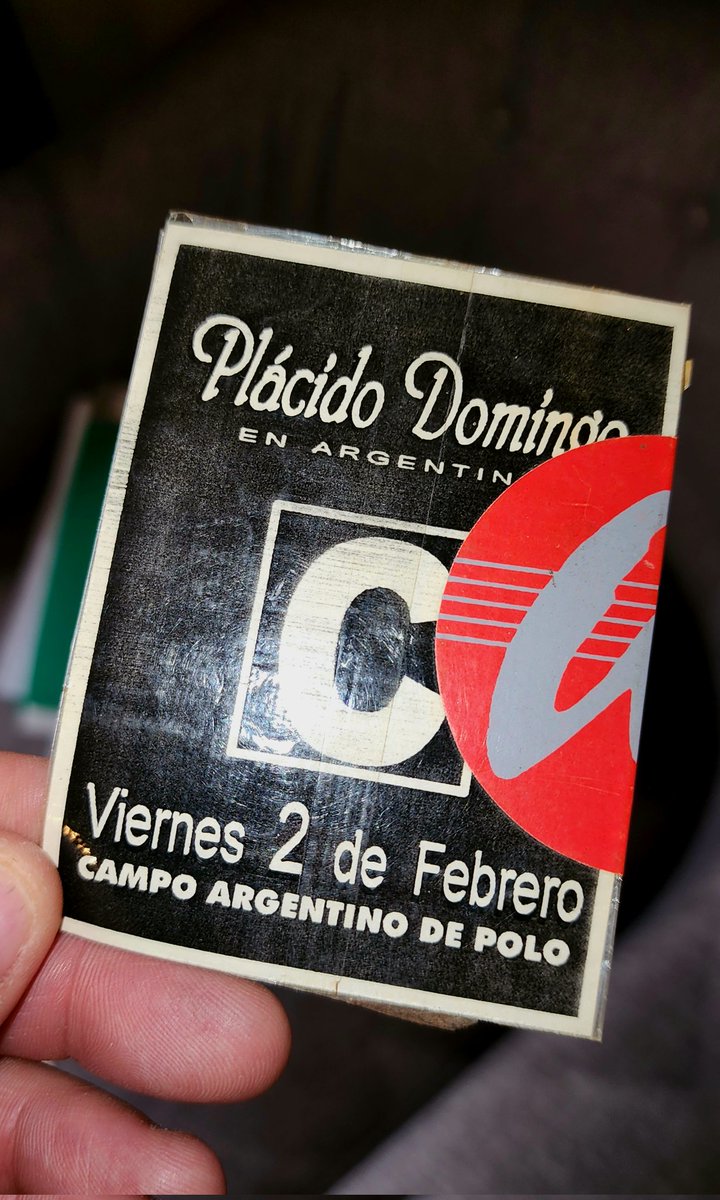 Plácido Domingo
EN ARGENTIN
C
a
Viernes 2 de Febrero
CAMPO ARGENTINO DE POLO